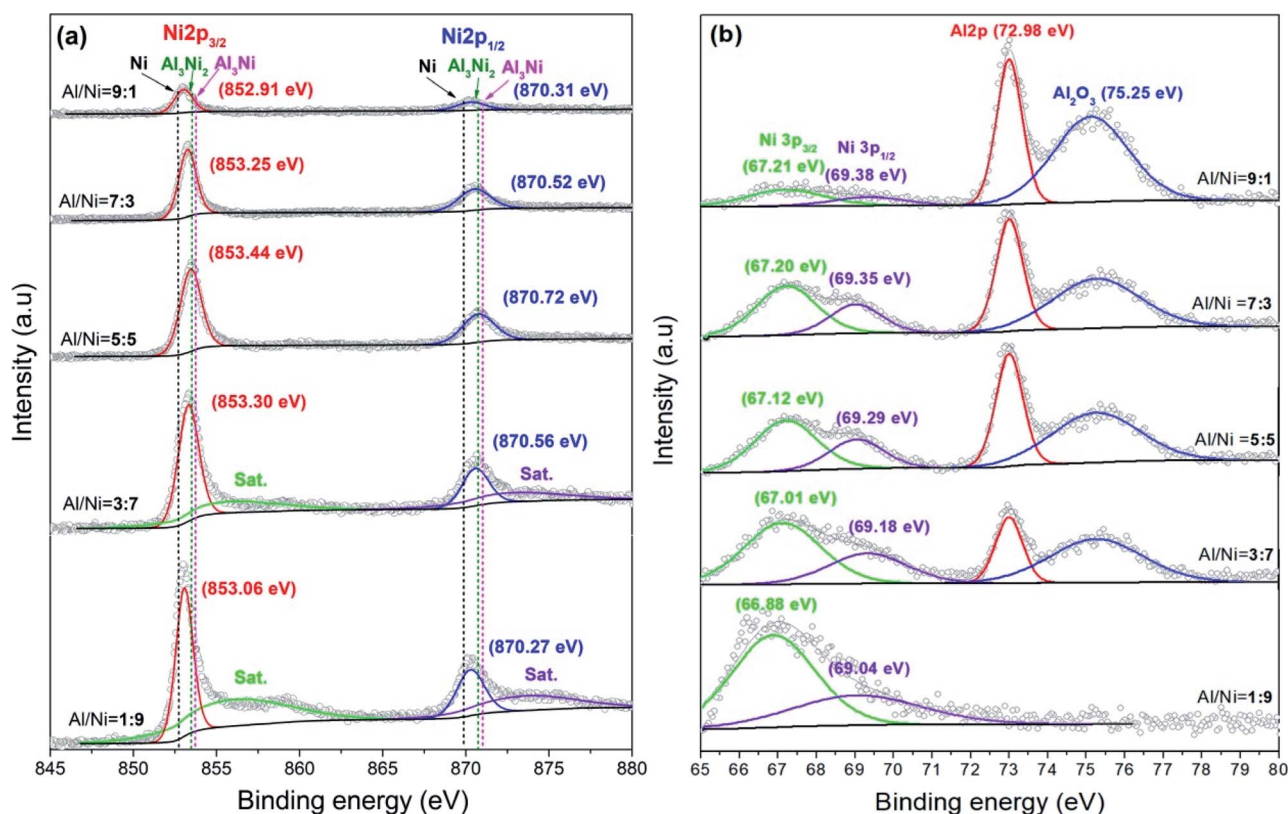 (a)
Ni2p3/2
Ni2p1/2
Ni
Al3Ni2
Al3Ni
Ni
Al3Ni2
Al3Ni
Al/Ni=9:1
(852.91 eV)
(870.31 eV)
(853.25 eV)
(870.52 eV)
Al/Ni=7:3
(853.44 eV)
(870.72 eV)
Al/Ni=5:5
(853.30 eV)
(870.56 eV)
Sat.
Sat.
Al/Ni=3:7
(853.06 eV)
(870.27 eV)
Sat.
Sat.
Al/Ni=1:9
845 850 855 860 865 870 875 880
Binding energy (eV)
Intensity (a.u)
(b)
Al2p (72.98 eV)
Al2O3 (75.25 eV)
Ni 3p3/2
(67.21 eV)
Ni 3p1/2
(69.38 eV)
Al/Ni=9:1
(67.20 eV)
(69.35 eV)
Al/Ni =7:3
(67.12 eV)
(69.29 eV)
Al/Ni =5:5
(67.01 eV)
(69.18 eV)
Al/Ni=3:7
(66.88 eV)
(69.04 eV)
Al/Ni=1:9
65 66 67 68 69 70 71 72 73 74 75 76 77 78 79 80
Binding energy (eV)
Intensity (a.u)